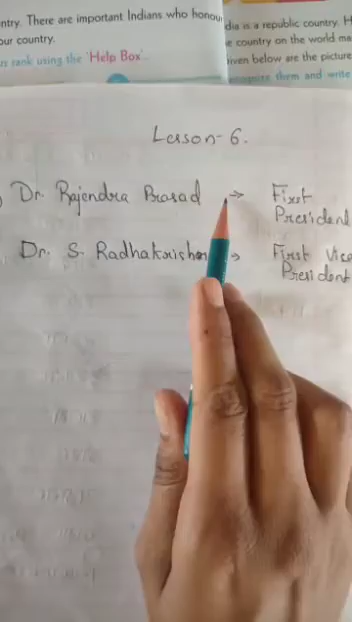 ntry. There are important Indians who honou
our country.
us rank using the 'Help Box'.
dia is a republic country. H
e country on the world ma
iven below are the picture
them and write
Lesson-6.
Dr. Rajendra Prasad → First
President
Dr. S. Radhakrishnan → First Vice
President